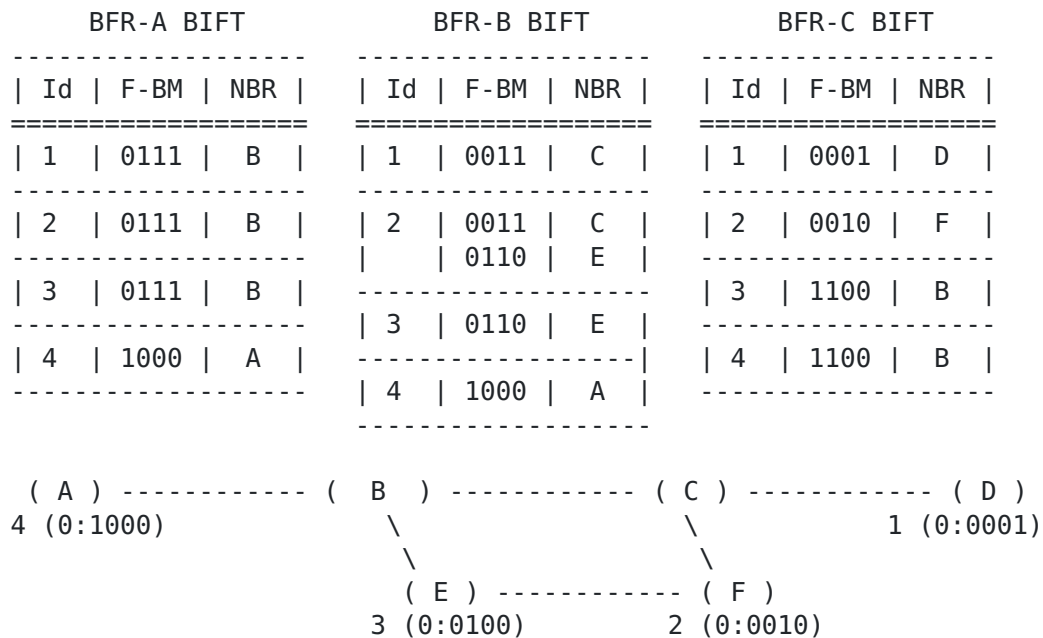 BFR-A BIFT            BFR-B BIFT            BFR-C BIFT
-------------------   -------------------   -------------------
| Id | F-BM | NBR |   | Id | F-BM | NBR |   | Id | F-BM | NBR |
===================   ===================   ===================
| 1  | 0111 |  B  |   | 1  | 0011 |  C  |   | 1  | 0001 |  D  |
-------------------   -------------------   -------------------
| 2  | 0111 |  B  |   | 2  | 0011 |  C  |   | 2  | 0010 |  F  |
-------------------   |    | 0110 |  E  |   -------------------
| 3  | 0111 |  B  |   -------------------   | 3  | 1100 |  B  |
-------------------   | 3  | 0110 |  E  |   -------------------
| 4  | 1000 |  A  |   ------------------|   | 4  | 1100 |  B  |
-------------------   | 4  | 1000 |  A  |   -------------------
                      -------------------

 ( A ) ------------ (  B  ) ------------ ( C ) ------------ ( D )
4 (0:1000)              \                  \            1 (0:0001)
                         \                  \
                         ( E ) ------------ ( F )
                       3 (0:0100)         2 (0:0010)